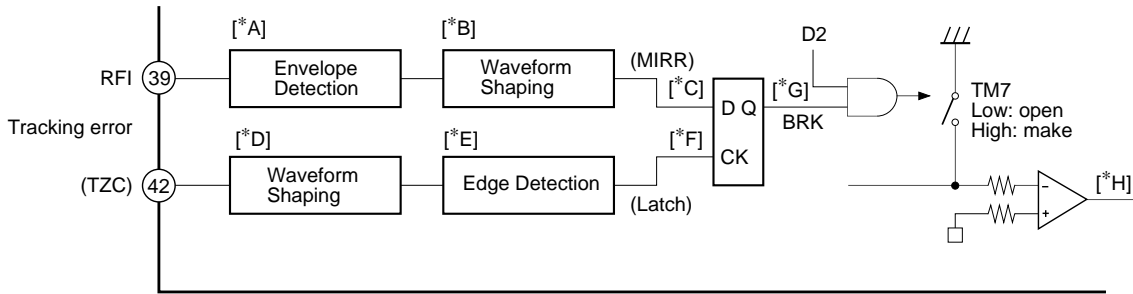 [*A]
[*B]
D2
RFI
39
Envelope
Detection
Waveform
Shaping
(MIRR)
[*C]
D Q
[*G]
BRK
TM7
Low: open
High: make
Tracking error
[*D]
[*E]
[*F]
CK
(TZC)
42
Waveform
Shaping
Edge Detection
(Latch)
−
+
[*H]